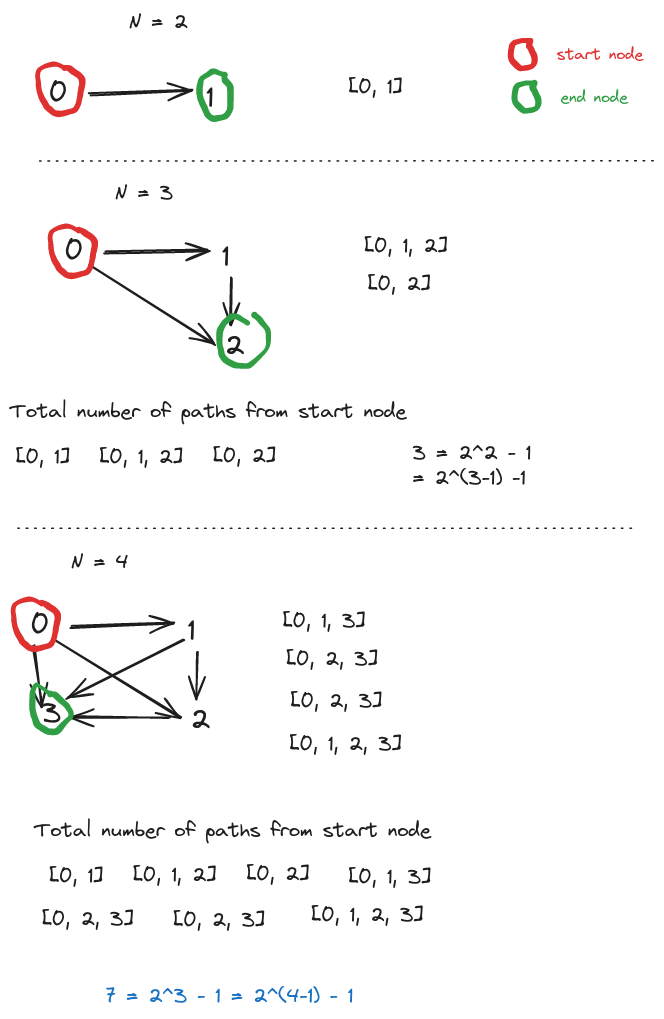 N = 2
0 1 [0, 1]
start node
end node
N = 3
0 1
2
[0, 1, 2]
[0, 2]
Total number of paths from start node
[0, 1] [0, 1, 2] [0, 2]
3 = 2^2 - 1
= 2^(3-1) -1
N = 4
0 1
3 2
[0, 1, 3]
[0, 2, 3]
[0, 2, 3]
[0, 1, 2, 3]
Total number of paths from start node
[0, 1] [0, 1, 2] [0, 2] [0, 1, 3]
[0, 2, 3] [0, 2, 3] [0, 1, 2, 3]
7 = 2^3 - 1 = 2^(4-1) - 1